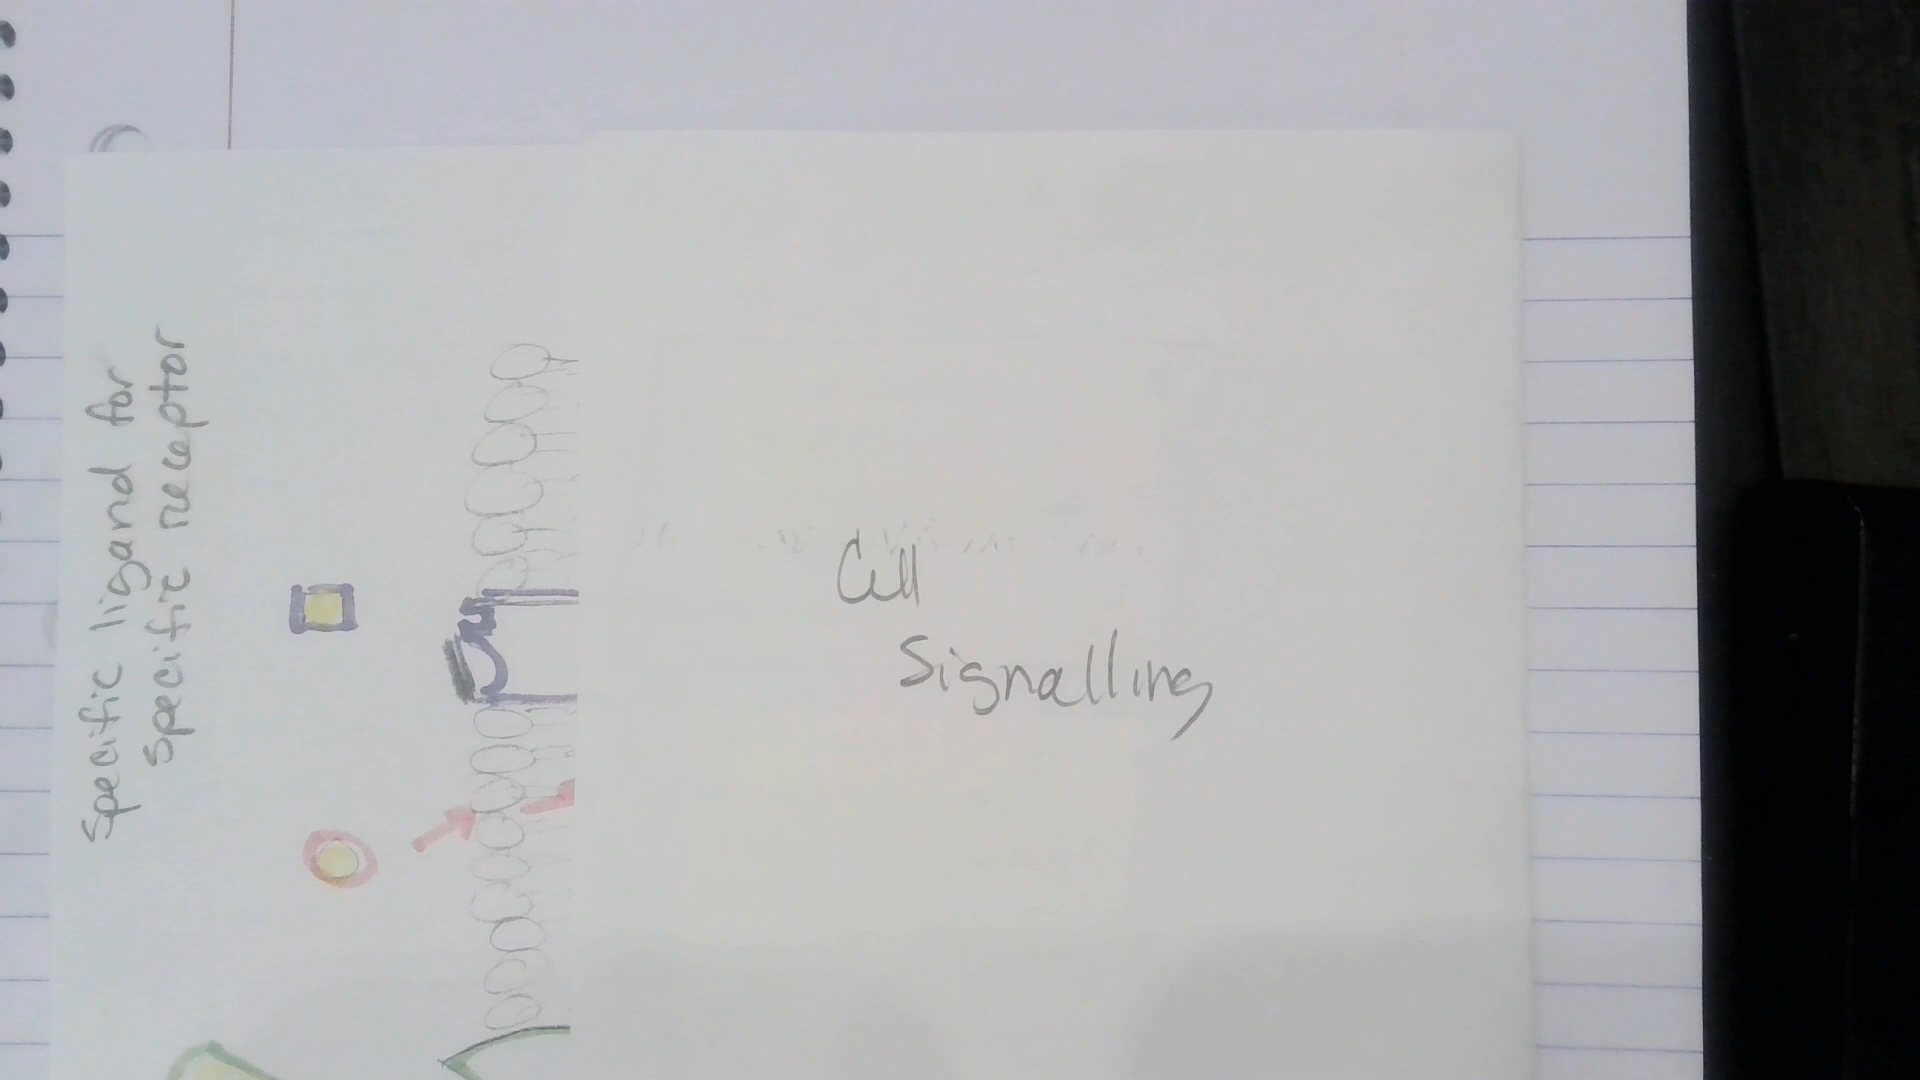 Specific ligand for
specific receptor
Cell
Signalling